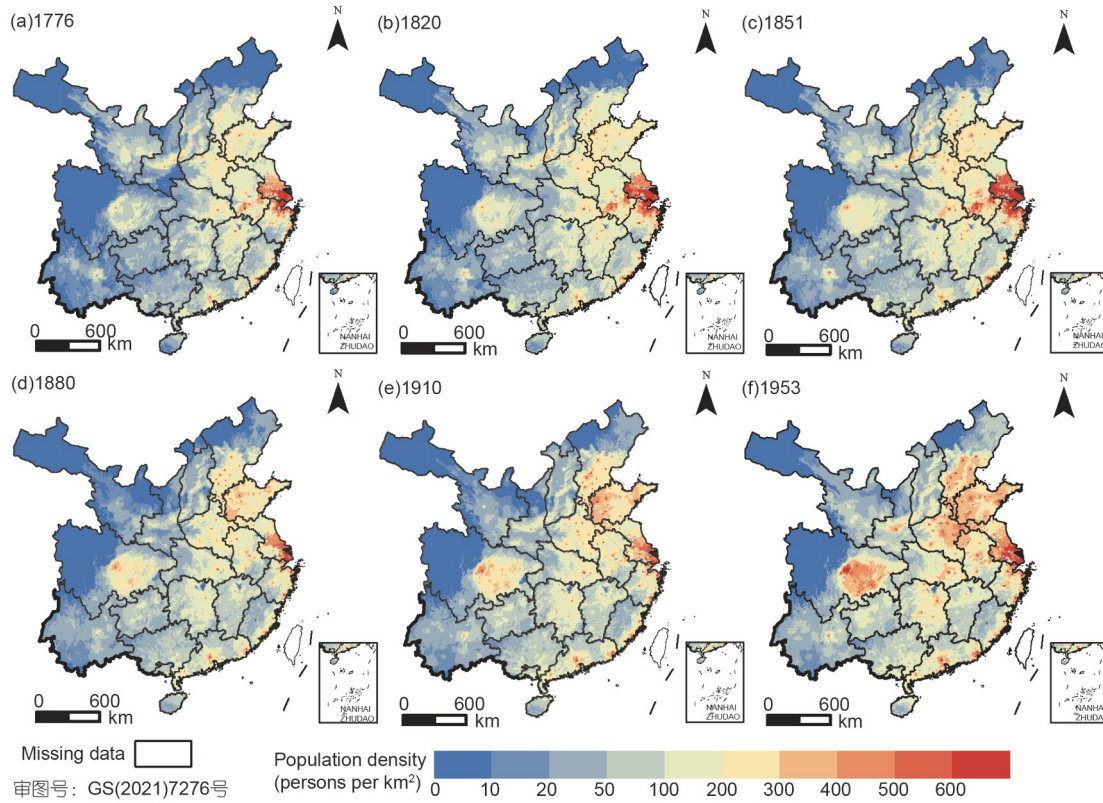 (a)1776
N
(b)1820
N
(c)1851
N
0 600
km
NANHAI
ZHUDAO
0 600
km
NANHAI
ZHUDAO
0 600
km
NANHAI
ZHUDAO
(d)1880
N
(e)1910
N
(f)1953
N
0 600
km
NANHAI
ZHUDAO
0 600
km
NANHAI
ZHUDAO
0 600
km
NANHAI
ZHUDAO
Missing data
审图号：GS(2021)7276号
Population density
(persons per km²)
0 10 20 50 100 200 300 400 500 600